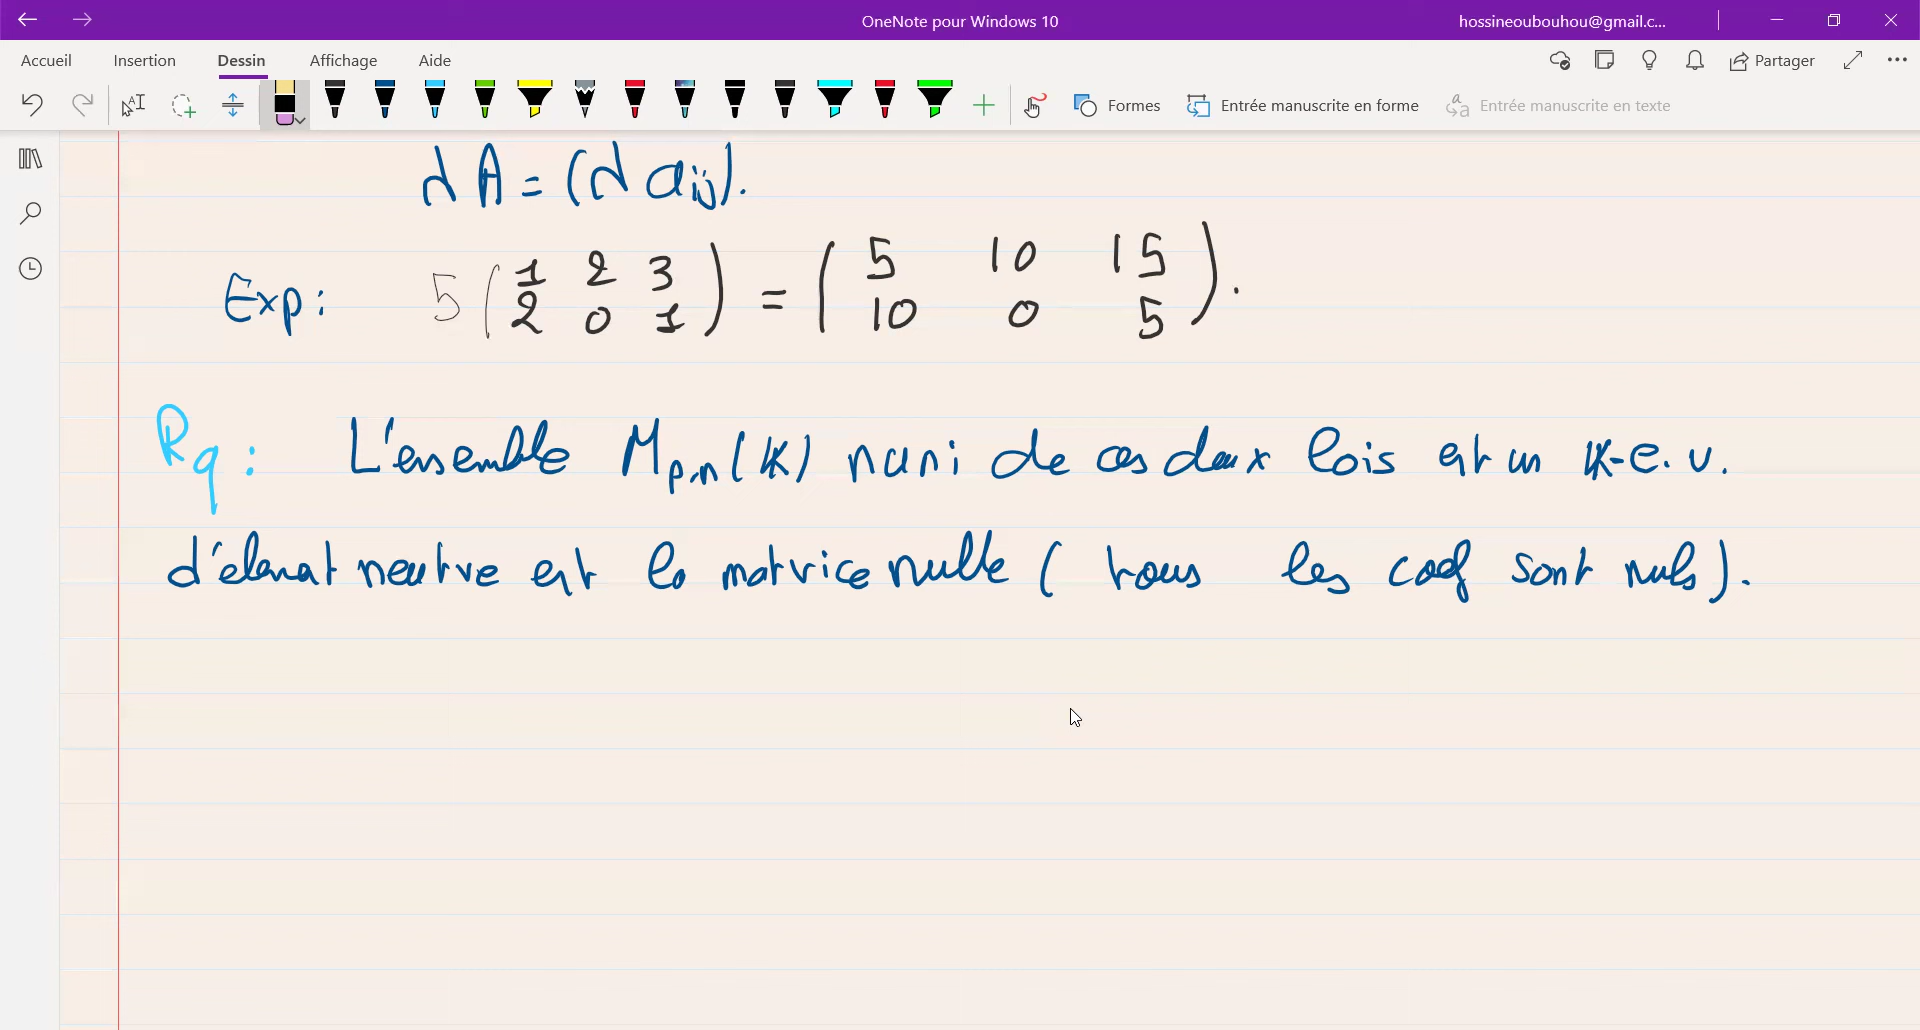 OneNote pour Windows 10
hossineoubouhou@gmail.c...
Accueil Insertion Dessin Affichage Aide
Partager
Formes Entrée manuscrite en forme Entrée manuscrite en texte
λA = (λ aij).
Exp: 5 ( 1 2 3 ) = ( 5 10 15 ).
2 0 1 10 0 5
Rq: L'ensemble Mp,n(K) muni de ces deux lois est un K-e.v.
d'élément neutre est la matrice nulle ( tous les coef sont nuls ).